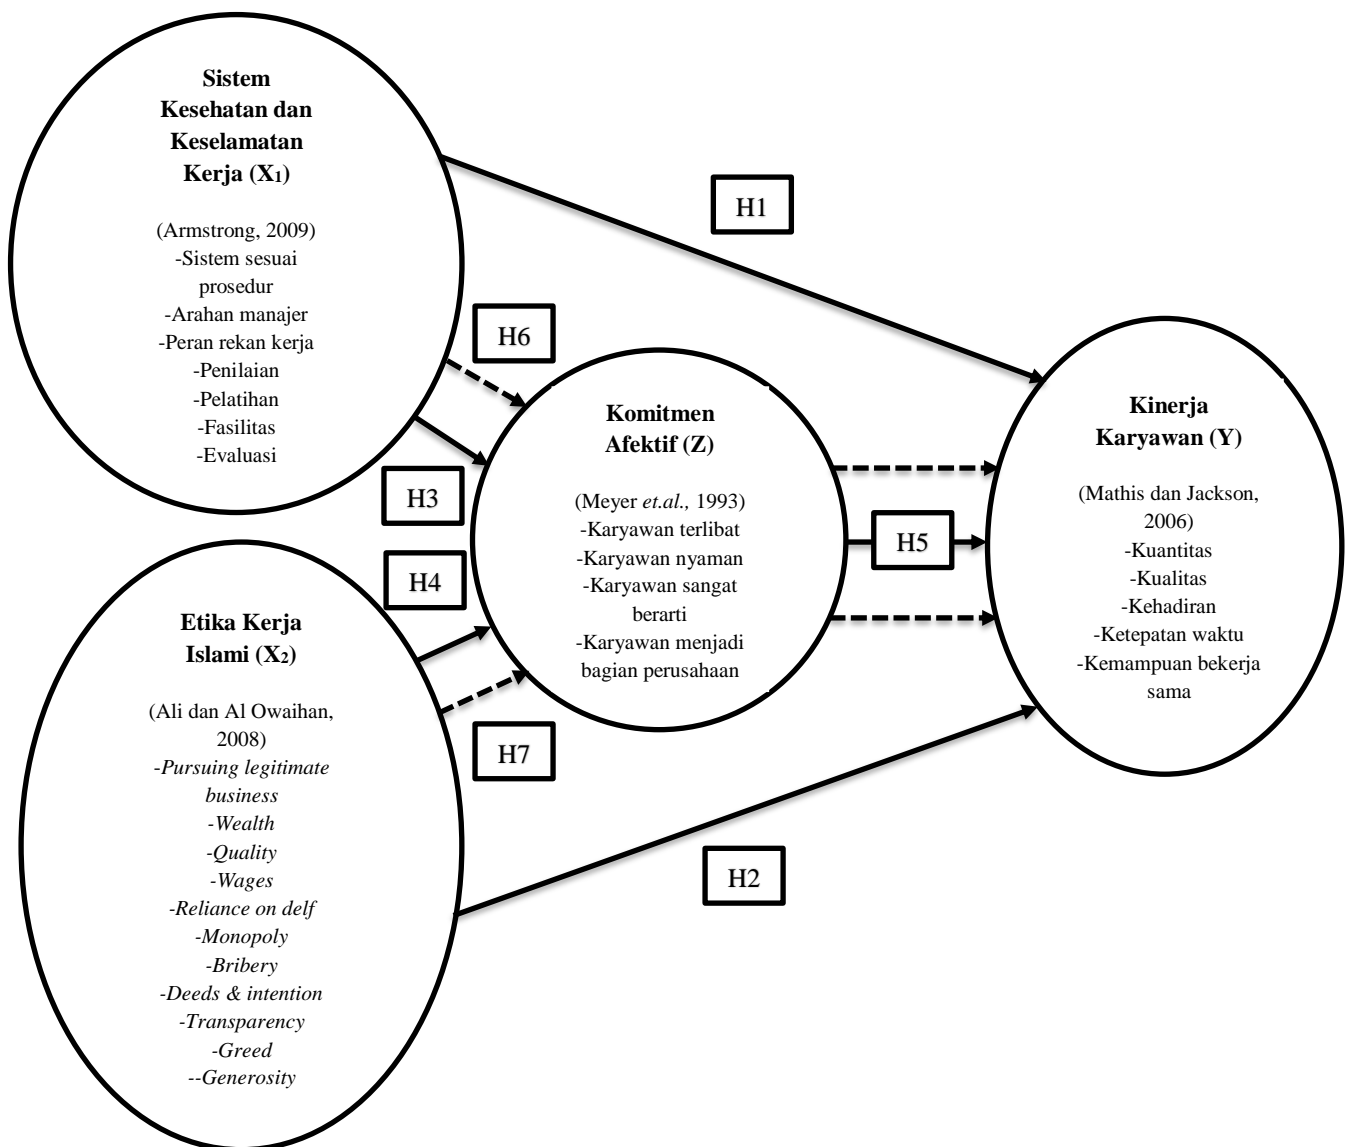 Sistem
Kesehatan dan
Keselamatan
Kerja (X1)
(Armstrong, 2009)
-Sistem sesuai
prosedur
-Arahan manajer
-Peran rekan kerja
-Penilaian
-Pelatihan
-Fasilitas
-Evaluasi
H1
H6
H3
H4
H7
Etika Kerja
Islami (X2)
(Ali dan Al Owaihan,
2008)
-Pursuing legitimate
business
-Wealth
-Quality
-Wages
-Reliance on delf
-Monopoly
-Bribery
-Deeds & intention
-Transparency
-Greed
--Generosity
Komitmen
Afektif (Z)
(Meyer et.al., 1993)
-Karyawan terlibat
-Karyawan nyaman
-Karyawan sangat
berarti
-Karyawan menjadi
bagian perusahaan
H5
H2
Kinerja
Karyawan (Y)
(Mathis dan Jackson,
2006)
-Kuantitas
-Kualitas
-Kehadiran
-Ketepatan waktu
-Kemampuan bekerja
sama